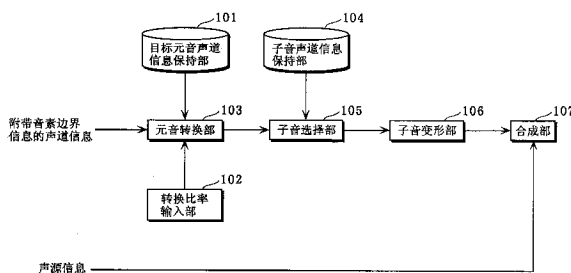 101
104
目标元音声道
信息保持部
子音声道信息
保持部
附带音素边界
信息的声道信息
103
元音转换部
105
子音选择部
106
子音变形部
107
合成部
102
转换比率
输入部
声源信息